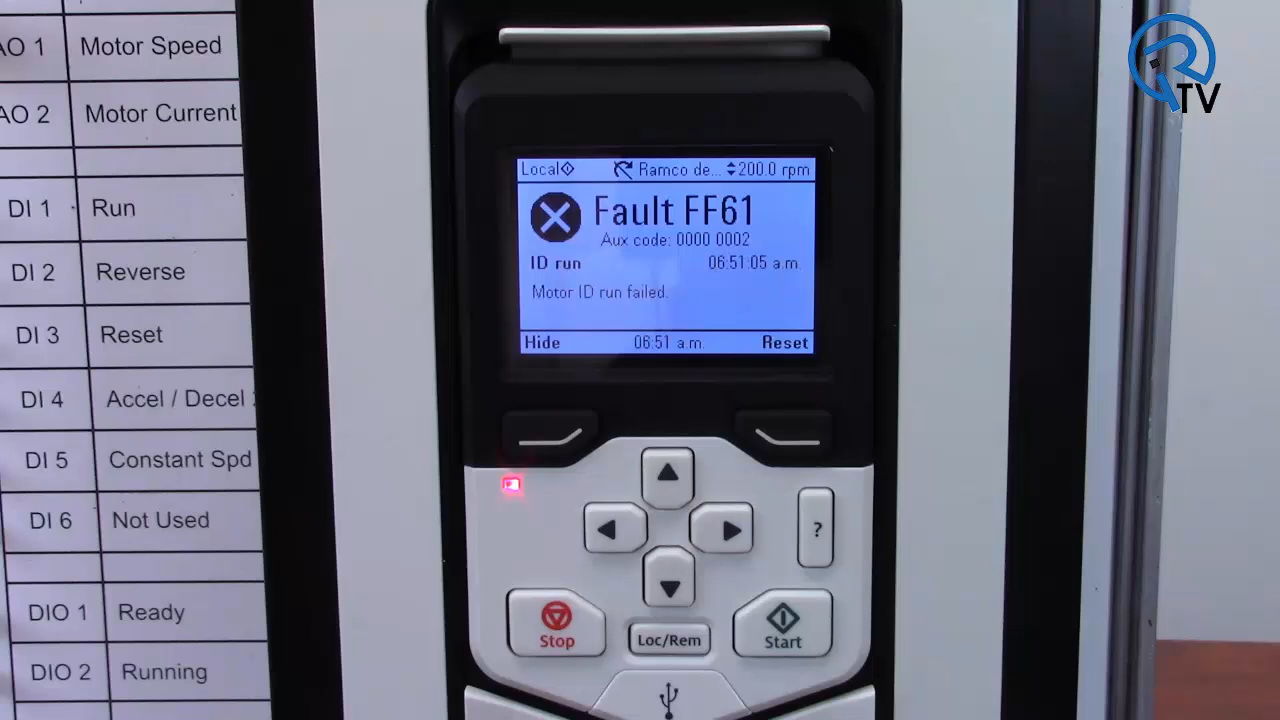 AO 1 Motor Speed
AO 2 Motor Current
DI 1 Run
DI 2 Reverse
DI 3 Reset
DI 4 Accel / Decel
DI 5 Constant Spd
DI 6 Not Used
DIO 1 Ready
DIO 2 Running
Local Ramco de... 200.0 rpm
Fault FF61
Aux code: 0000 0002
ID run 06:51:05 a.m.
Motor ID run failed.
Hide 06:51 a.m. Reset
?
Stop Loc/Rem Start
R TV